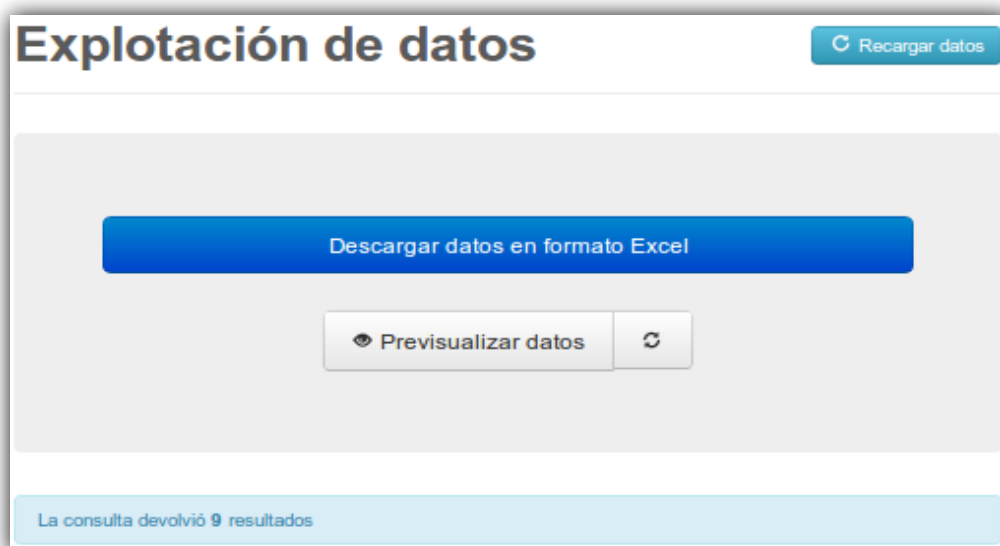 Explotación de datos
Recargar datos
Descargar datos en formato Excel
Previsualizar datos
La consulta devolvió 9 resultados